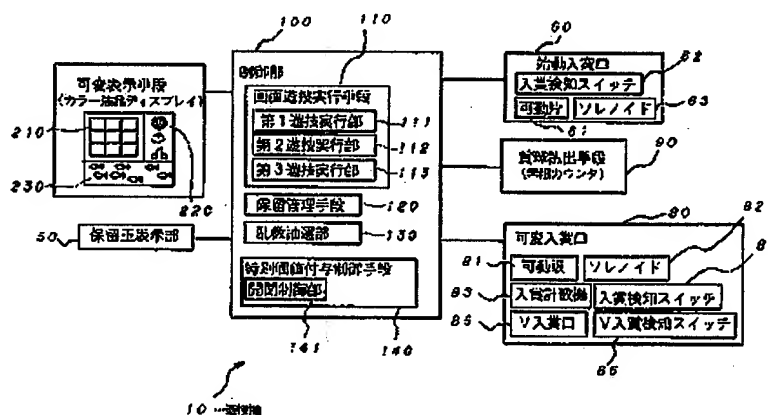 可変表示手段
(カラー液晶ディスプレイ)
210
230
220
50
保留玉表示部
100
110
制御部
画面遊技実行手段
第1遊技実行部
111
第2遊技実行部
112
第3遊技実行部
113
保留管理手段
120
乱数抽選部
130
特別価値付与制御手段
開閉制御部
141
140
60
始動入賞口
入賞検知スイッチ
62
可動片
ソレノイド
63
61
賞球払出手段
90
80
可変入賞口
82
81
可動板
ソレノイド
83
入賞計数機
入賞検知スイッチ
8
V入賞口
V入賞検知スイッチ
10…遊技機